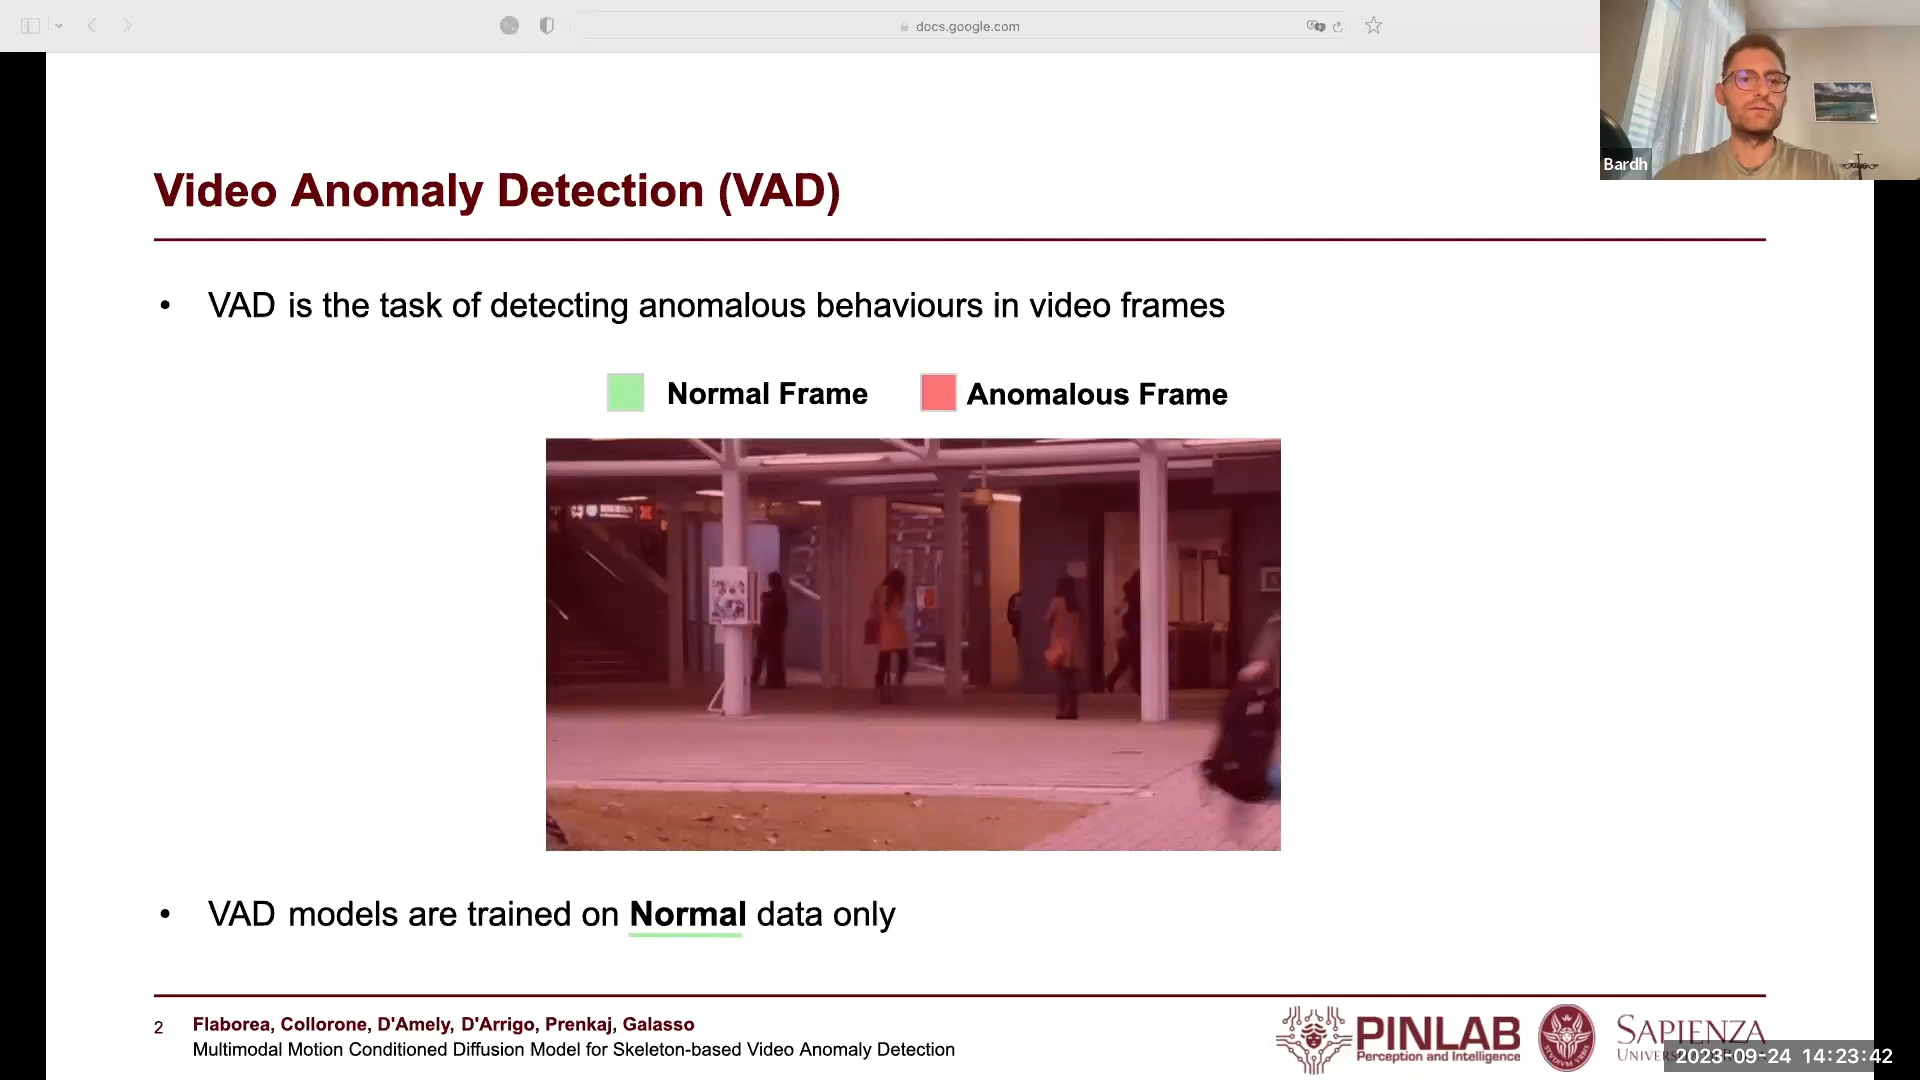 docs.google.com
Bardh
Video Anomaly Detection (VAD)
• VAD is the task of detecting anomalous behaviours in video frames
Normal Frame
Anomalous Frame
• VAD models are trained on Normal data only
2
Flaborea, Collorone, D'Amely, D'Arrigo, Prenkaj, Galasso
Multimodal Motion Conditioned Diffusion Model for Skeleton-based Video Anomaly Detection
PINLAB
Perception and Intelligence
SAPIENZA
2023-09-24 14:23:42